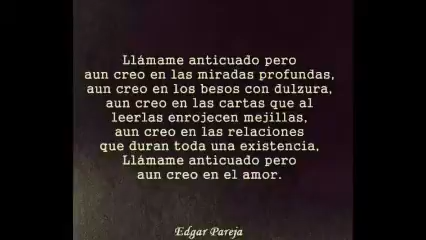 Llámame anticuado pero
aun creo en las miradas profundas,
aun creo en los besos con dulzura,
aun creo en las cartas que al
leerlas enrojecen mejillas,
aun creo en las relaciones
que duran toda una existencia,
Llámame anticuado pero
aun creo en el amor.
Edgar Pareja